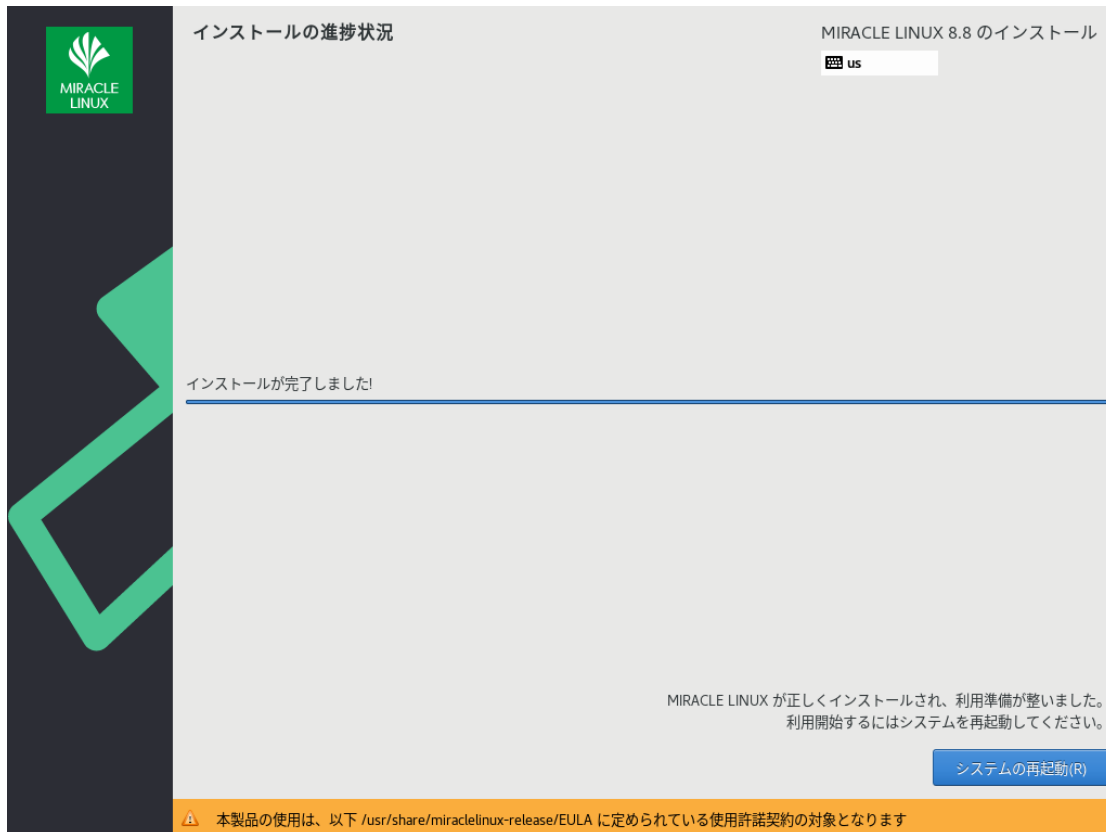 MIRACLE
LINUX
インストールの進捗状況
MIRACLE LINUX 8.8 のインストール
us
インストールが完了しました!
MIRACLE LINUX が正しくインストールされ、利用準備が整いました。
利用開始するにはシステムを再起動してください。
システムの再起動(R)
本製品の使用は、以下 /usr/share/miraclelinux-release/EULA に定められている使用許諾契約の対象となります